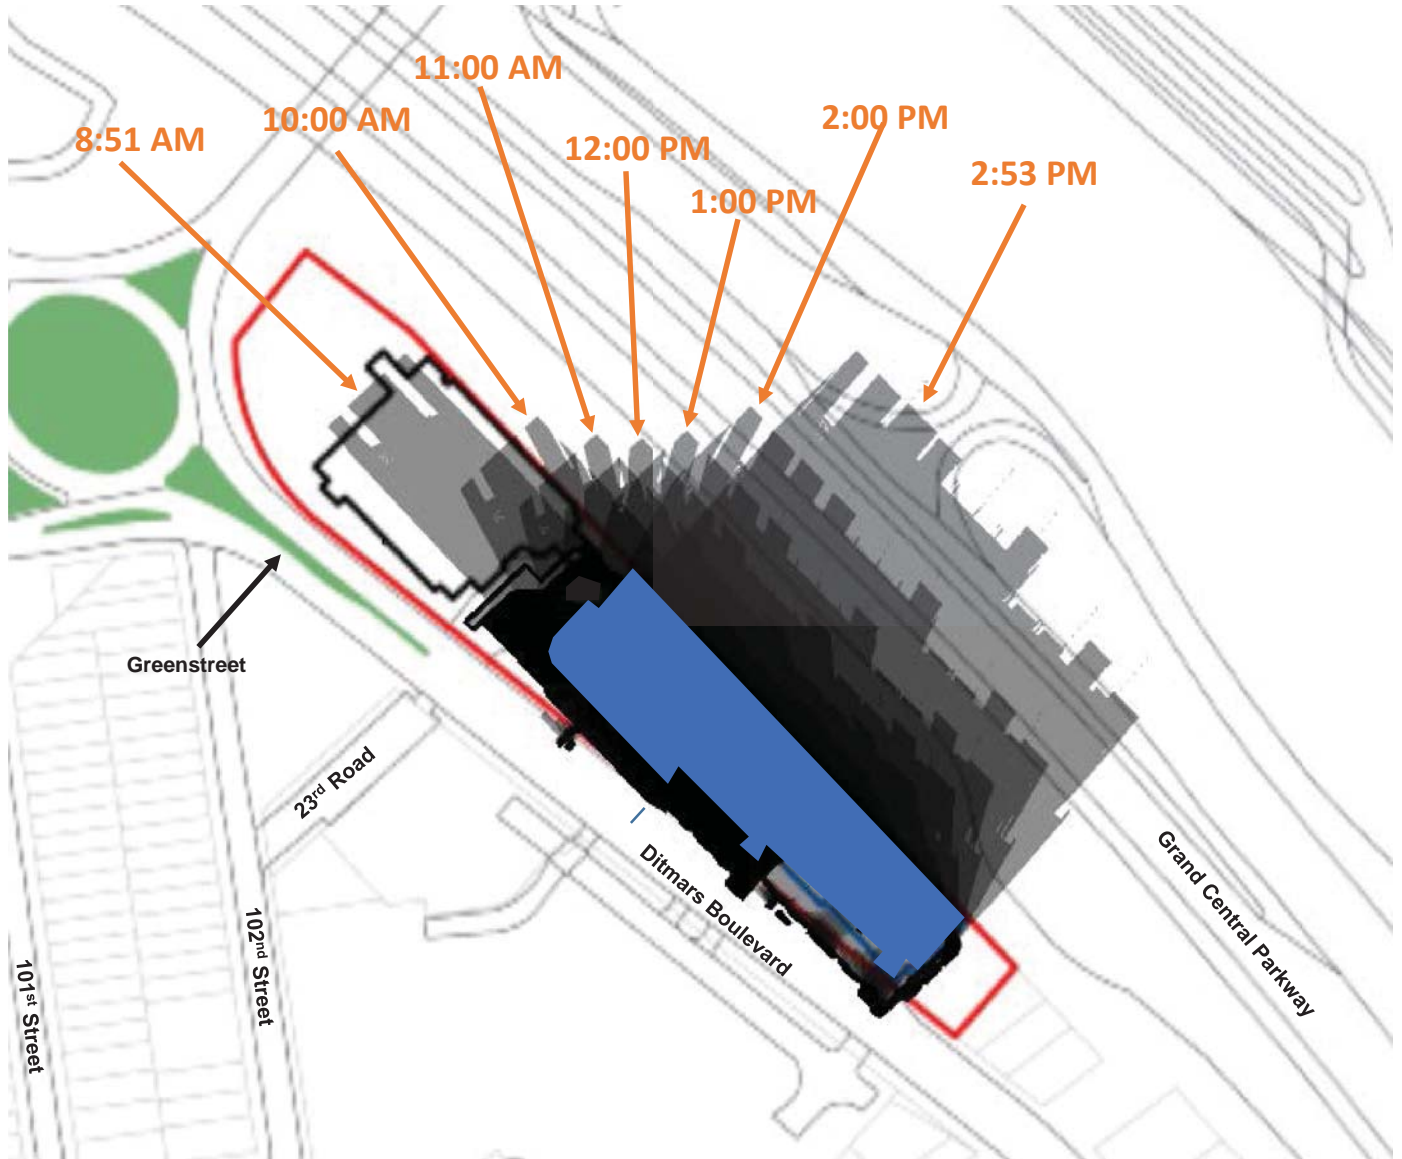 11:00 AM
10:00 AM
2:00 PM
8:51 AM
12:00 PM
2:53 PM
1:00 PM
Greenstreet
23rd Road
Ditmars Boulevard
Grand Central Parkway
102nd Street
101st Street